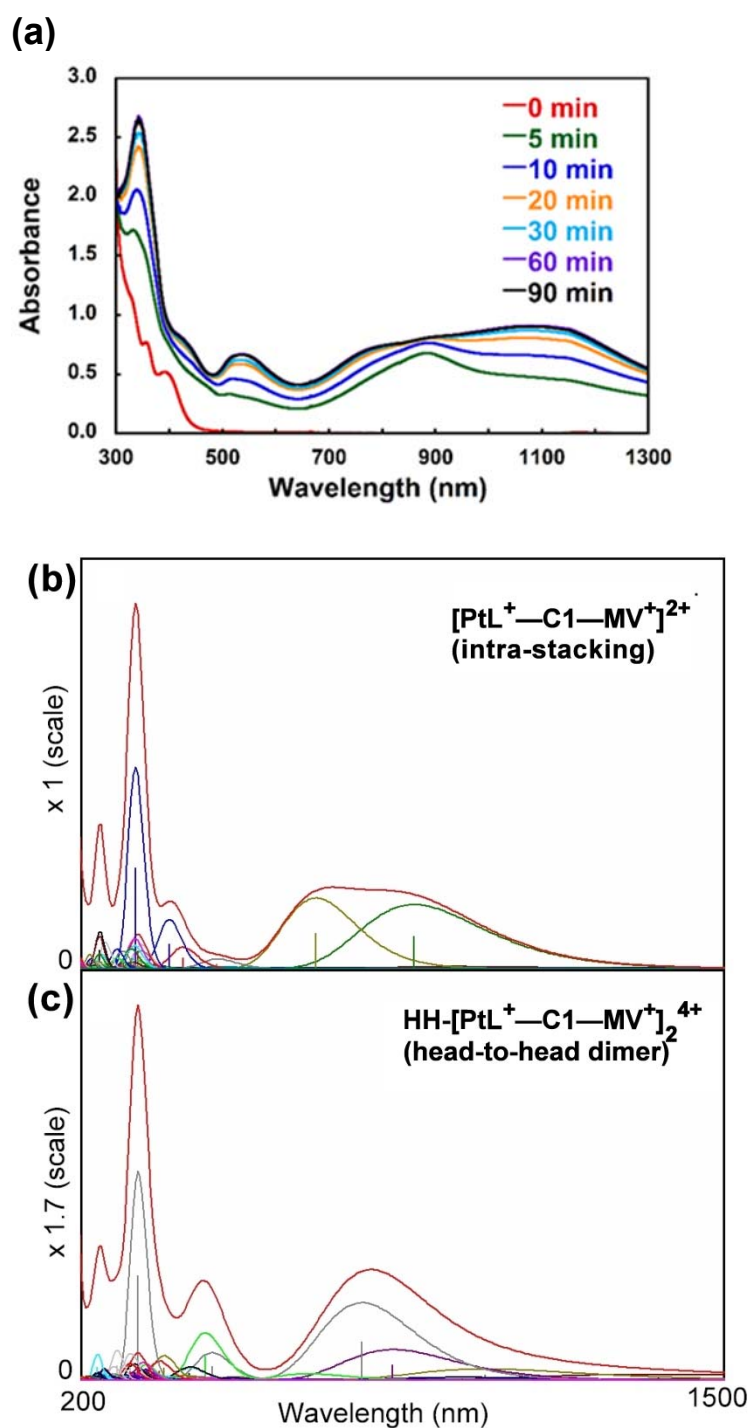 (a)
3.0
2.5
2.0
1.5
1.0
0.5
0.0
Absorbance
0 min
5 min
10 min
20 min
30 min
60 min
90 min
300 500 700 900 1100 1300
Wavelength (nm)
(b)
[PtL⁺—C1—MV⁺]²⁺
(intra-stacking)
x 1 (scale)
0
(c)
HH-[PtL⁺—C1—MV⁺]₂⁴⁺
(head-to-head dimer)
x 1.7 (scale)
0
200 1500
Wavelength (nm)